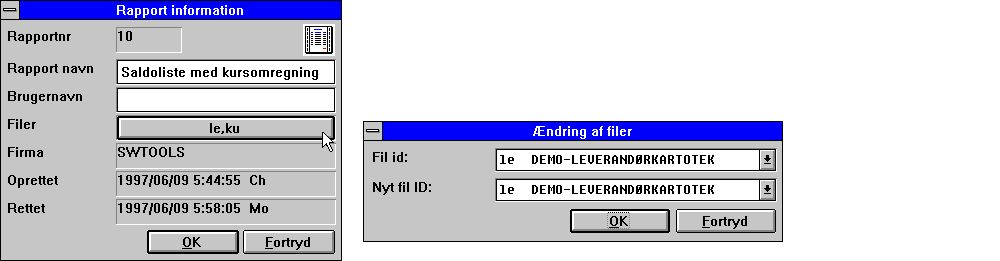 Rapport information
Rapportnr 10
Rapport navn Saldoliste med kursomregning
Brugernavn
Filer le,ku
Firma SWTOOLS
Oprettet 1997/06/09 5:44:55 Ch
Rettet 1997/06/09 5:58:05 Mo
OK Fortryd
Ændring af filer
Fil id: le DEMO-LEVERANDØRKARTOTEK
Nyt fil ID: le DEMO-LEVERANDØRKARTOTEK
OK Fortryd